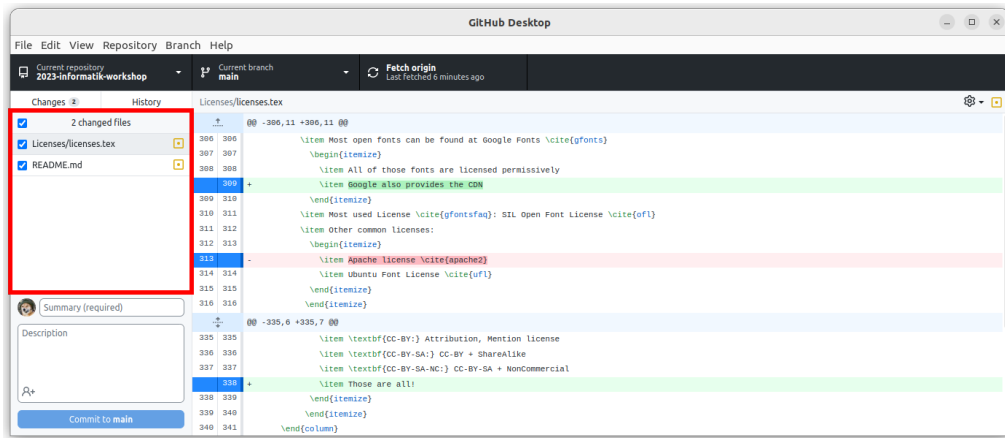 GitHub Desktop
File Edit View Repository Branch Help
Current repository
2023-informatik-workshop
Current branch
main
Fetch origin
Last fetched 6 minutes ago
Changes 2
History
Licenses/licenses.tex
2 changed files
Licenses/licenses.tex
README.md
Summary (required)
Description
Commit to main
@@ -306,11 +306,11 @@
306 306 \item Most open fonts can be found at Google Fonts \cite{gfonts}
307 307 \begin{itemize}
308 308 \item All of those fonts are licensed permissively
309 + \item Google also provides the CDN
309 310 \end{itemize}
310 311 \item Most used License \cite{gfontsfaq}: SIL Open Font License \cite{ofl}
311 312 \item Other common licenses:
312 313 \begin{itemize}
313 - \item Apache license \cite{apache2}
314 314 \item Ubuntu Font License \cite{ufl}
315 315 \end{itemize}
316 316 \end{itemize}
@@ -335,6 +335,7 @@
335 335 \item \textbf{CC-BY:} Attribution, Mention license
336 336 \item \textbf{CC-BY-SA:} CC-BY + ShareAlike
337 337 \item \textbf{CC-BY-SA-NC:} CC-BY-SA + NonCommercial
338 + \item Those are all!
338 339 \end{itemize}
339 340 \end{itemize}
340 341 \end{column}